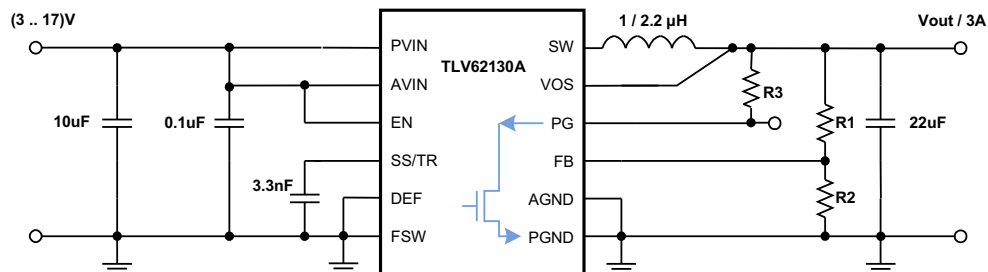 (3 .. 17)V
1 / 2.2 µH
Vout / 3A
TLV62130A
PVIN
AVIN
EN
SS/TR
DEF
FSW
SW
VOS
PG
FB
AGND
PGND
10uF
0.1uF
3.3nF
R3
R1
22uF
R2